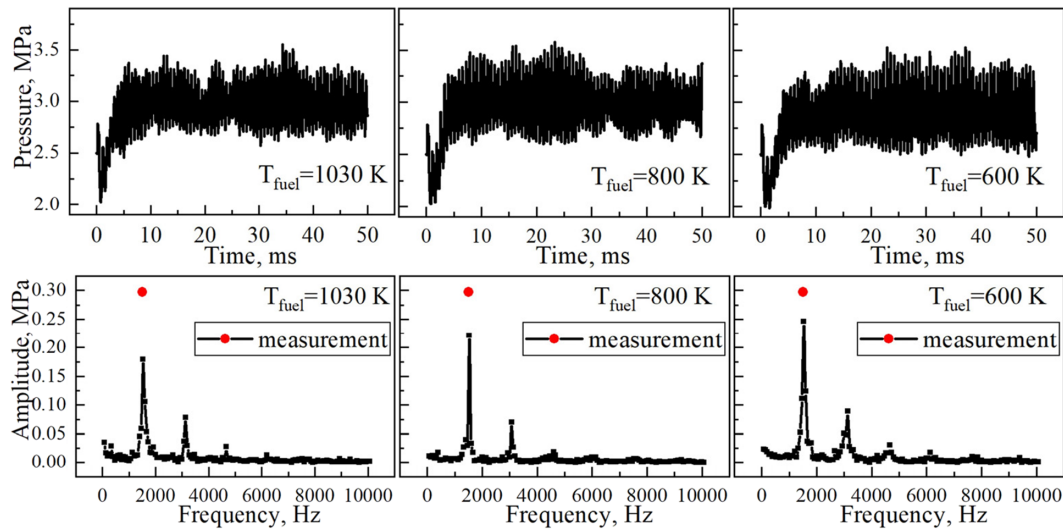 Pressure, MPa
3.5
3.0
2.5
2.0
T_fuel=1030 K
0 10 20 30 40 50
Time, ms
T_fuel=800 K
0 10 20 30 40 50
Time, ms
T_fuel=600 K
0 10 20 30 40 50
Time, ms
Amplitude, MPa
0.30
0.25
0.20
0.15
0.10
0.05
0.00
T_fuel=1030 K
measurement
0 2000 4000 6000 8000 10000
Frequency, Hz
T_fuel=800 K
measurement
0 2000 4000 6000 8000 10000
Frequency, Hz
T_fuel=600 K
measurement
0 2000 4000 6000 8000 10000
Frequency, Hz